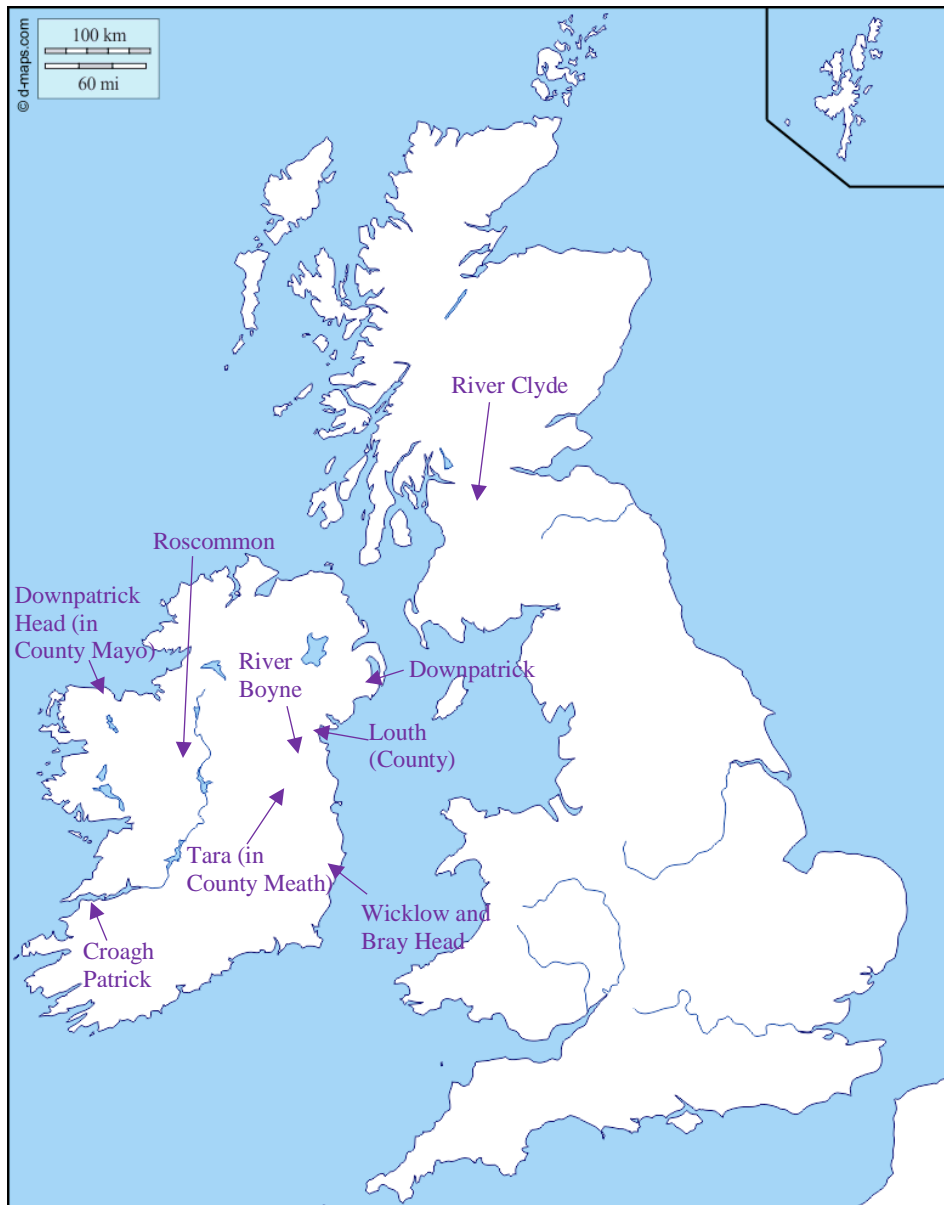 © d-maps.com
100 km
60 mi
River Clyde
Roscommon
Downpatrick
Head (in
County Mayo)
River
Boyne
Downpatrick
Louth
(County)
Tara (in
County Meath)
Wicklow and
Bray Head
Croagh
Patrick